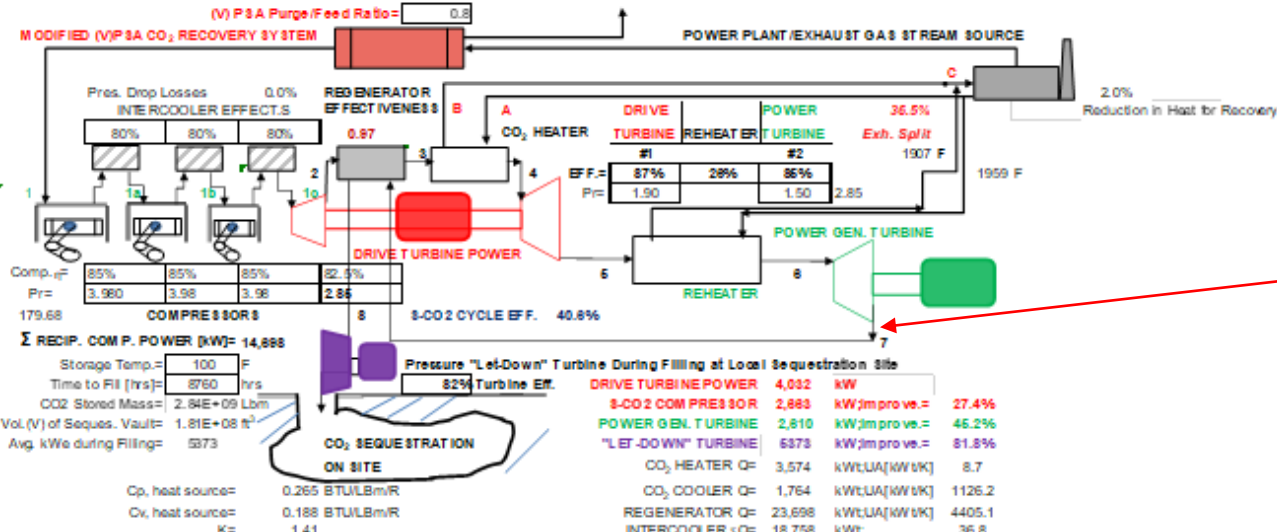 (V) PSA Purge/Feed Ratio= 0.8
MODIFIED (V)PSA CO₂ RECOVERY SYSTEM
POWER PLANT/EXHAUST GAS STREAM SOURCE
Pres. Drop Losses 0.0%
INTERCOOLER EFFECT.S
80% 80% 80%
REGENERATOR
EFFECTIVENESS
0.97
B
A
C
CO₂ HEATER
DRIVE POWER 36.5%
TURBINE REHEATER TURBINE Exh. Split
#1 #2 1907 F
EFF.= 87% 26% 85%
Pr= 1.90 1.50 2.85
2.0%
Reduction in Heat for Recovery
1959 F
1 1a 1b 1c 2 3 4
DRIVE TURBINE POWER
POWER GEN. TURBINE
5 6
REHEATER
Comp.η= 85% 85% 85% 82.5%
Pr= 3.980 3.98 3.98 2.85
179.68 COMPRESSORS 8 S-CO2 CYCLE EFF. 40.6%
7
Σ RECIP. COMP. POWER [kW]= 14,698
Storage Temp.= 100 F
Time to Fill [hrs]= 8760 hrs
CO2 Stored Mass= 2.84E+09 Lbm
Vol.(V) of Seques. Vault= 1.81E+08 ft³
Avg. kWe during Filling= 5373
Pressure "Let-Down" Turbine During Filling at Local Sequestration Site
82% Turbine Eff.
CO₂ SEQUESTRATION
ON SITE
DRIVE TURBINE POWER 4,032 kW
S-CO2 COMPRESSOR 2,663 kW;Improve.= 27.4%
POWER GEN. TURBINE 2,610 kW;Improve.= 45.2%
"LET-DOWN" TURBINE 5373 kW;Improve.= 81.8%
CO₂ HEATER Q= 3,574 kWt;UA[kWt/K] 8.7
CO₂ COOLER Q= 1,764 kWt;UA[kWt/K] 1126.2
REGENERATOR Q= 23,698 kWt;UA[kWt/K] 4405.1
INTERCOOLERS Q= 18,758 kWt; 36.8
Cp, heat source= 0.265 BTU/LBm/R
Cv, heat source= 0.188 BTU/LBm/R
K= 1.41